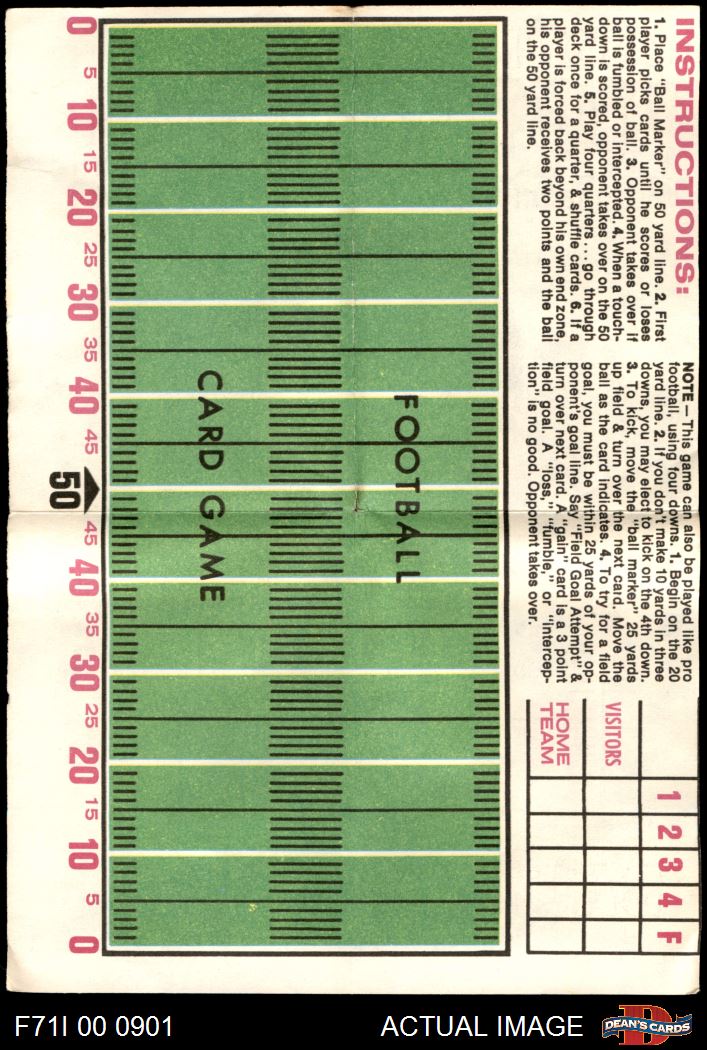 INSTRUCTIONS:
1. Place "Ball Marker" on 50 yard line. 2. First
player picks cards until he scores or loses
possession of ball. 3. Opponent takes over if
ball is fumbled or intercepted. 4. When a touch-
down is scored, opponent takes over on the 50
yard line. 5. Play four quarters...go through
deck once for a quarter, & shuffle cards. 6. If a
player is forced back beyond his own end zone,
his opponent receives two points and the ball
on the 50 yard line.
NOTE — This game can also be played like pro
football, using four downs. 1. Begin on the 20
yard line. 2. If you don't make 10 yards in three
downs, you may elect to kick on the 4th down.
3. To kick, move the "ball marker" 25 yards
up field & turn over the next card. Move the
ball as the card indicates. 4. To try for a field
goal, you must be within 25 yards of your op-
ponent's goal line. Say "Field Goal Attempt" &
turn over next card. A "gain" card is a 3 point
field goal. A "loss," "fumble," or "intercep-
tion" is no good. Opponent takes over.
1 2 3 4 F
VISITORS
HOME
TEAM
FOOTBALL
CARD GAME
0 5 10 15 20 25 30 35 40 45 50 45 40 35 30 25 20 15 10 5 0
F71I 00 0901
ACTUAL IMAGE
D
DEAN'S CARDS